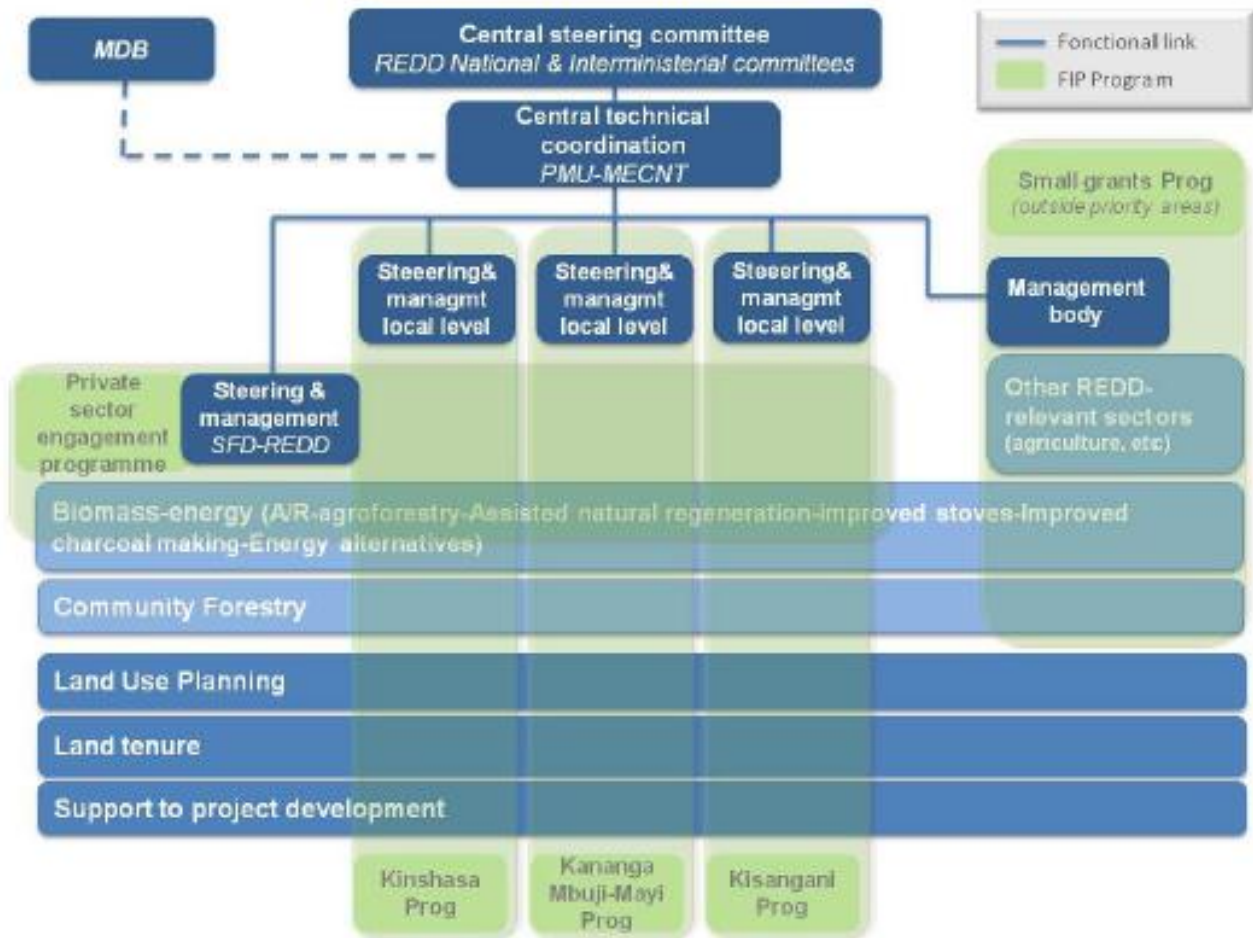 MDB
Central steering committee
REDD National & Interministerial committees
Fonctional link
FIP Program
Central technical
coordination
PMU-MECNT
Small grants Prog
(outside priority areas)
Steeering&
managmt
local level
Steeering&
managmt
local level
Steeering&
managmt
local level
Management
body
Private
sector
engagement
programme
Steering &
management
SFD-REDD
Other REDD-
relevant sectors
(agriculture, etc)
Biomass-energy (A/R-agroforestry-Assisted natural regeneration-improved stoves-Improved
charcoal making-Energy alternatives)
Community Forestry
Land Use Planning
Land tenure
Support to project development
Kinshasa
Prog
Kananga
Mbuji-Mayi
Prog
Kisangani
Prog